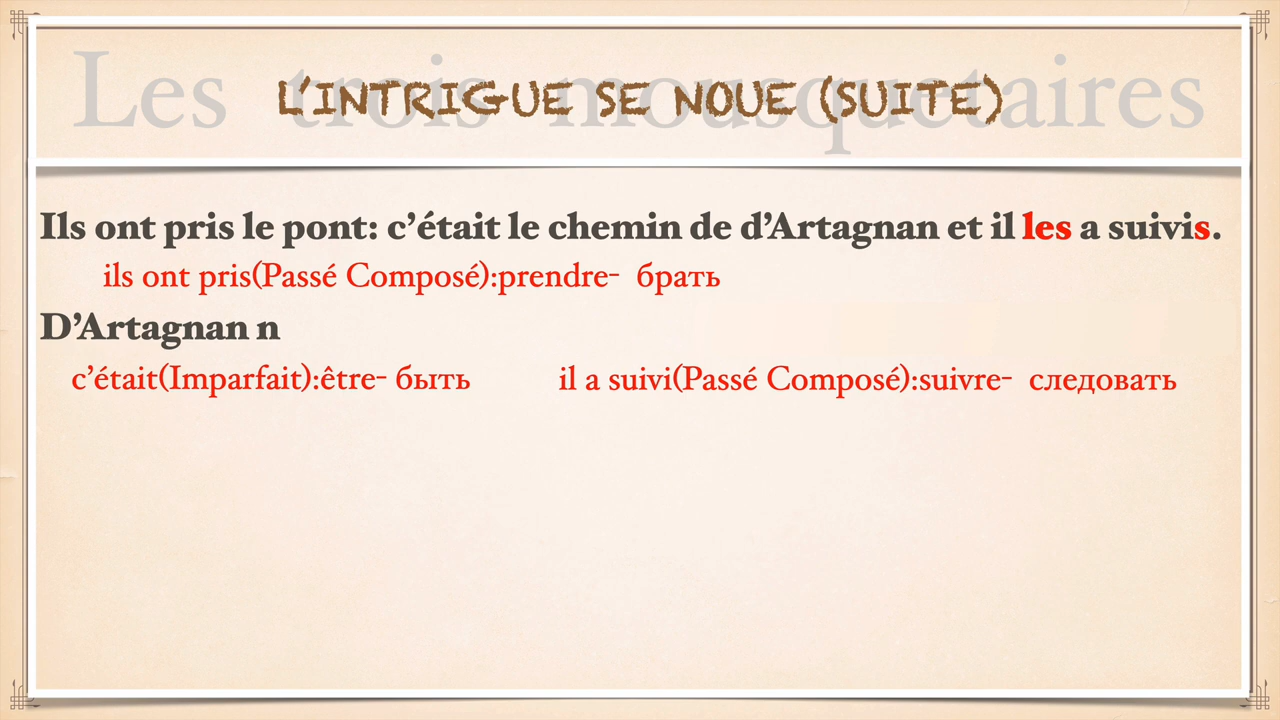 Les trois mousquetaires
L'INTRIGUE SE NOUE (SUITE)
Ils ont pris le pont: c'était le chemin de d'Artagnan et il les a suivis.
ils ont pris(Passé Composé):prendre- брать
D'Artagnan n
c'était(Imparfait):être- быть il a suivi(Passé Composé):suivre- следовать